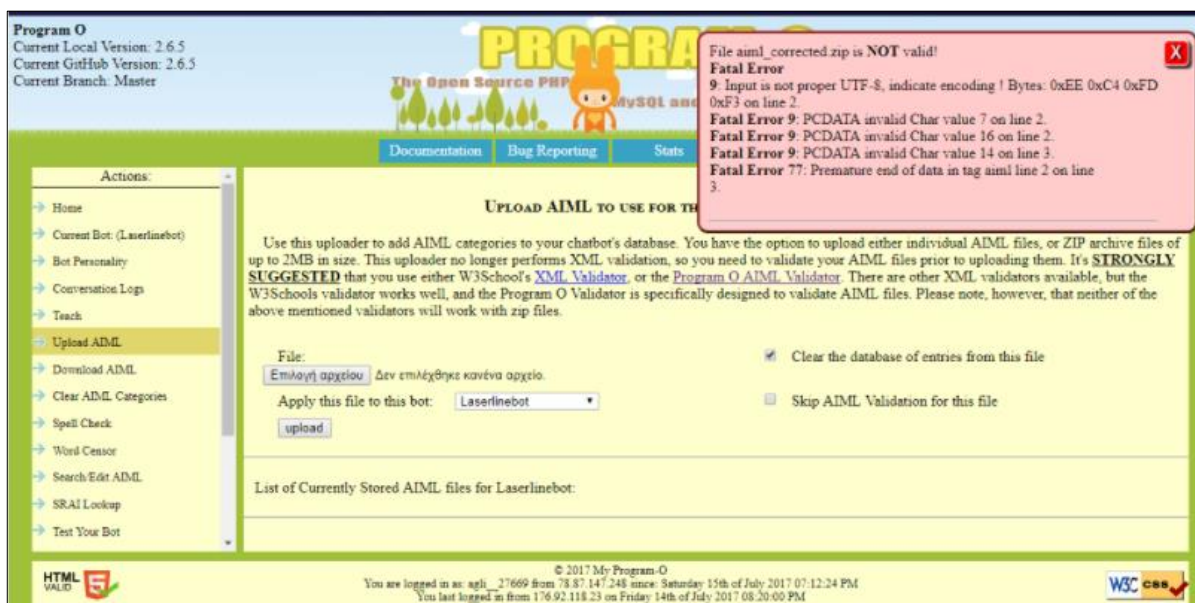 Program O
Current Local Version: 2.6.5
Current GitHub Version: 2.6.5
Current Branch: Master
PROGRA
The Open Source PHP
MySQL and
File aiml_corrected.zip is NOT valid!
X
Fatal Error
9: Input is not proper UTF-8, indicate encoding ! Bytes: 0xEE 0xC4 0xFD
0xF3 on line 2.
Fatal Error 9: PCDATA invalid Char value 7 on line 2.
Fatal Error 9: PCDATA invalid Char value 16 on line 2.
Fatal Error 9: PCDATA invalid Char value 14 on line 3.
Fatal Error 77: Premature end of data in tag aiml line 2 on line
3.
Documentation
Bug Reporting
Stats
Actions:
Home
Current Bot: (Laserlinebot)
Bot Personality
Conversation Logs
Teach
Upload AIML
Download AIML
Clear AIML Categories
Spell Check
Word Censor
Search/Edit AIML
SRAI Lookup
Test Your Bot
UPLOAD AIML TO USE FOR TH
Use this uploader to add AIML categories to your chatbot's database. You have the option to upload either individual AIML files, or ZIP archive files of
up to 2MB in size. This uploader no longer performs XML validation, so you need to validate your AIML files prior to uploading them. It's STRONGLY
SUGGESTED that you use either W3School's XML Validator, or the Program O AIML Validator. There are other XML validators available, but the
W3Schools validator works well, and the Program O Validator is specifically designed to validate AIML files. Please note, however, that neither of the
above mentioned validators will work with zip files.
File:
Επιλογή αρχείου Δεν επιλέχθηκε κανένα αρχείο.
Clear the database of entries from this file
Apply this file to this bot: Laserlinebot
Skip AIML Validation for this file
upload
List of Currently Stored AIML files for Laserlinebot:
HTML
VALID
5
© 2017 My Program-O
You are logged in as: agli__27669 from 78.87.147.248 since: Saturday 15th of July 2017 07:12:24 PM
You last logged in from 176.92.118.23 on Friday 14th of July 2017 08:20:00 PM
W3C css